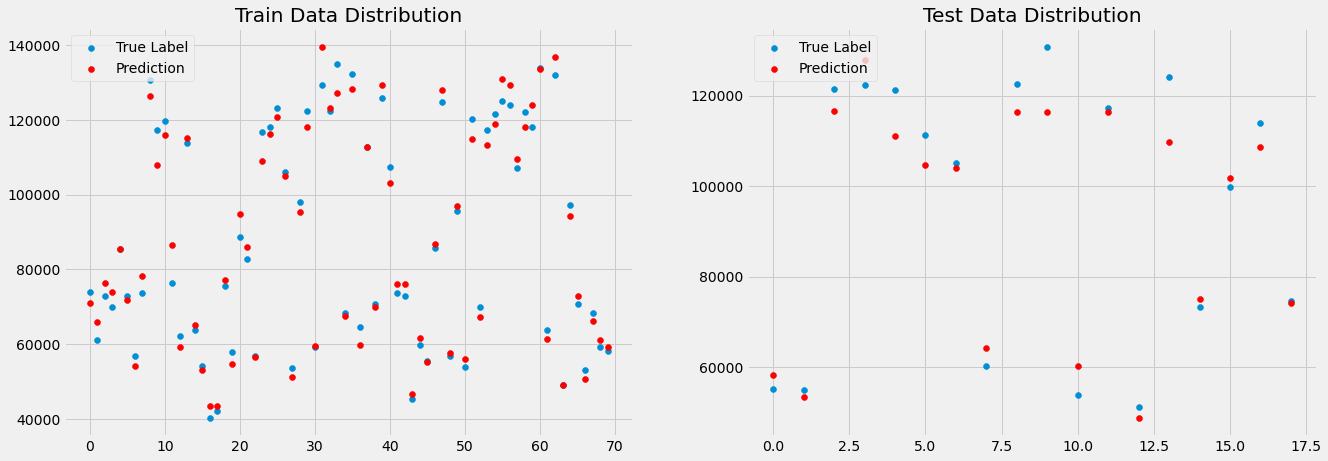 Train Data Distribution
True Label
Prediction
140000
120000
100000
80000
60000
40000
0 10 20 30 40 50 60 70
Test Data Distribution
True Label
Prediction
120000
100000
80000
60000
0.0 2.5 5.0 7.5 10.0 12.5 15.0 17.5